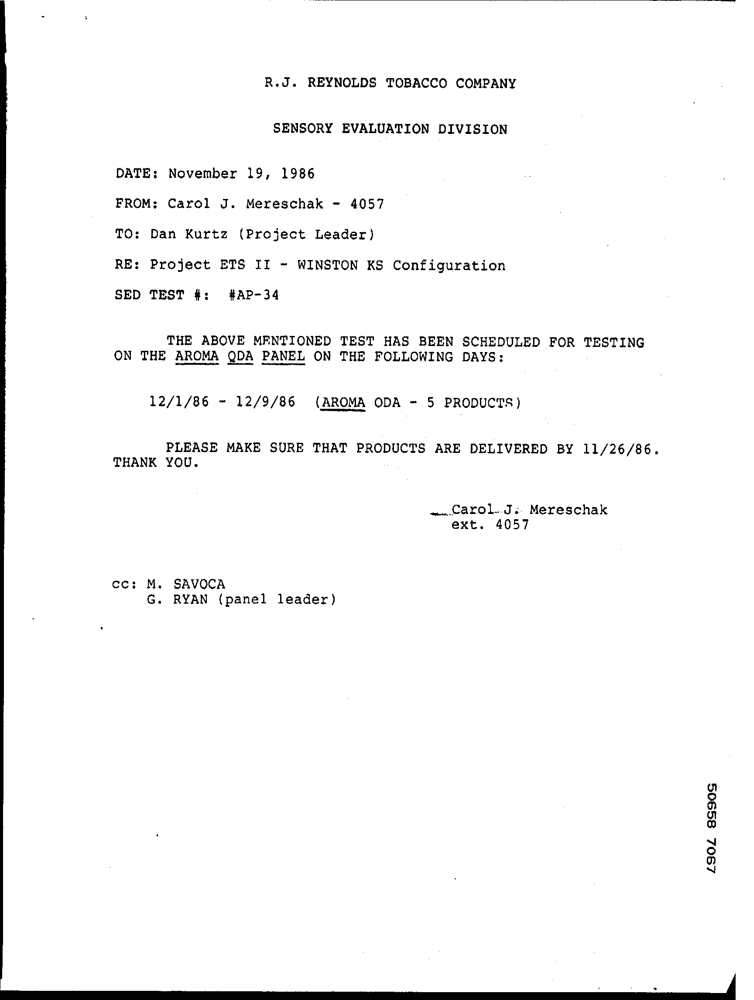 R.J. REYNOLDS TOBACCO COMPANY
SENSORY EVALUATION DIVISION
DATE: November 19, 1986
FROM: Carol J. Mereschak - 4057
TO: Dan Kurtz (Project Leader)
RE: Project ETS II - WINSTON KS Configuration
SED TEST #: #AP-34
THE ABOVE MENTIONED TEST HAS BEEN SCHEDULED FOR TESTING
ON THE AROMA QDA PANEL ON THE FOLLOWING DAYS:
12/1/86 - 12/9/86 (AROMA QDA - 5 PRODUCTS)
PLEASE MAKE SURE THAT PRODUCTS ARE DELIVERED BY 11/26/86.
THANK YOU.
Carol J. Mereschak
ext. 4057
cc: M. SAVOCA
G. RYAN (panel leader)
50658 7067